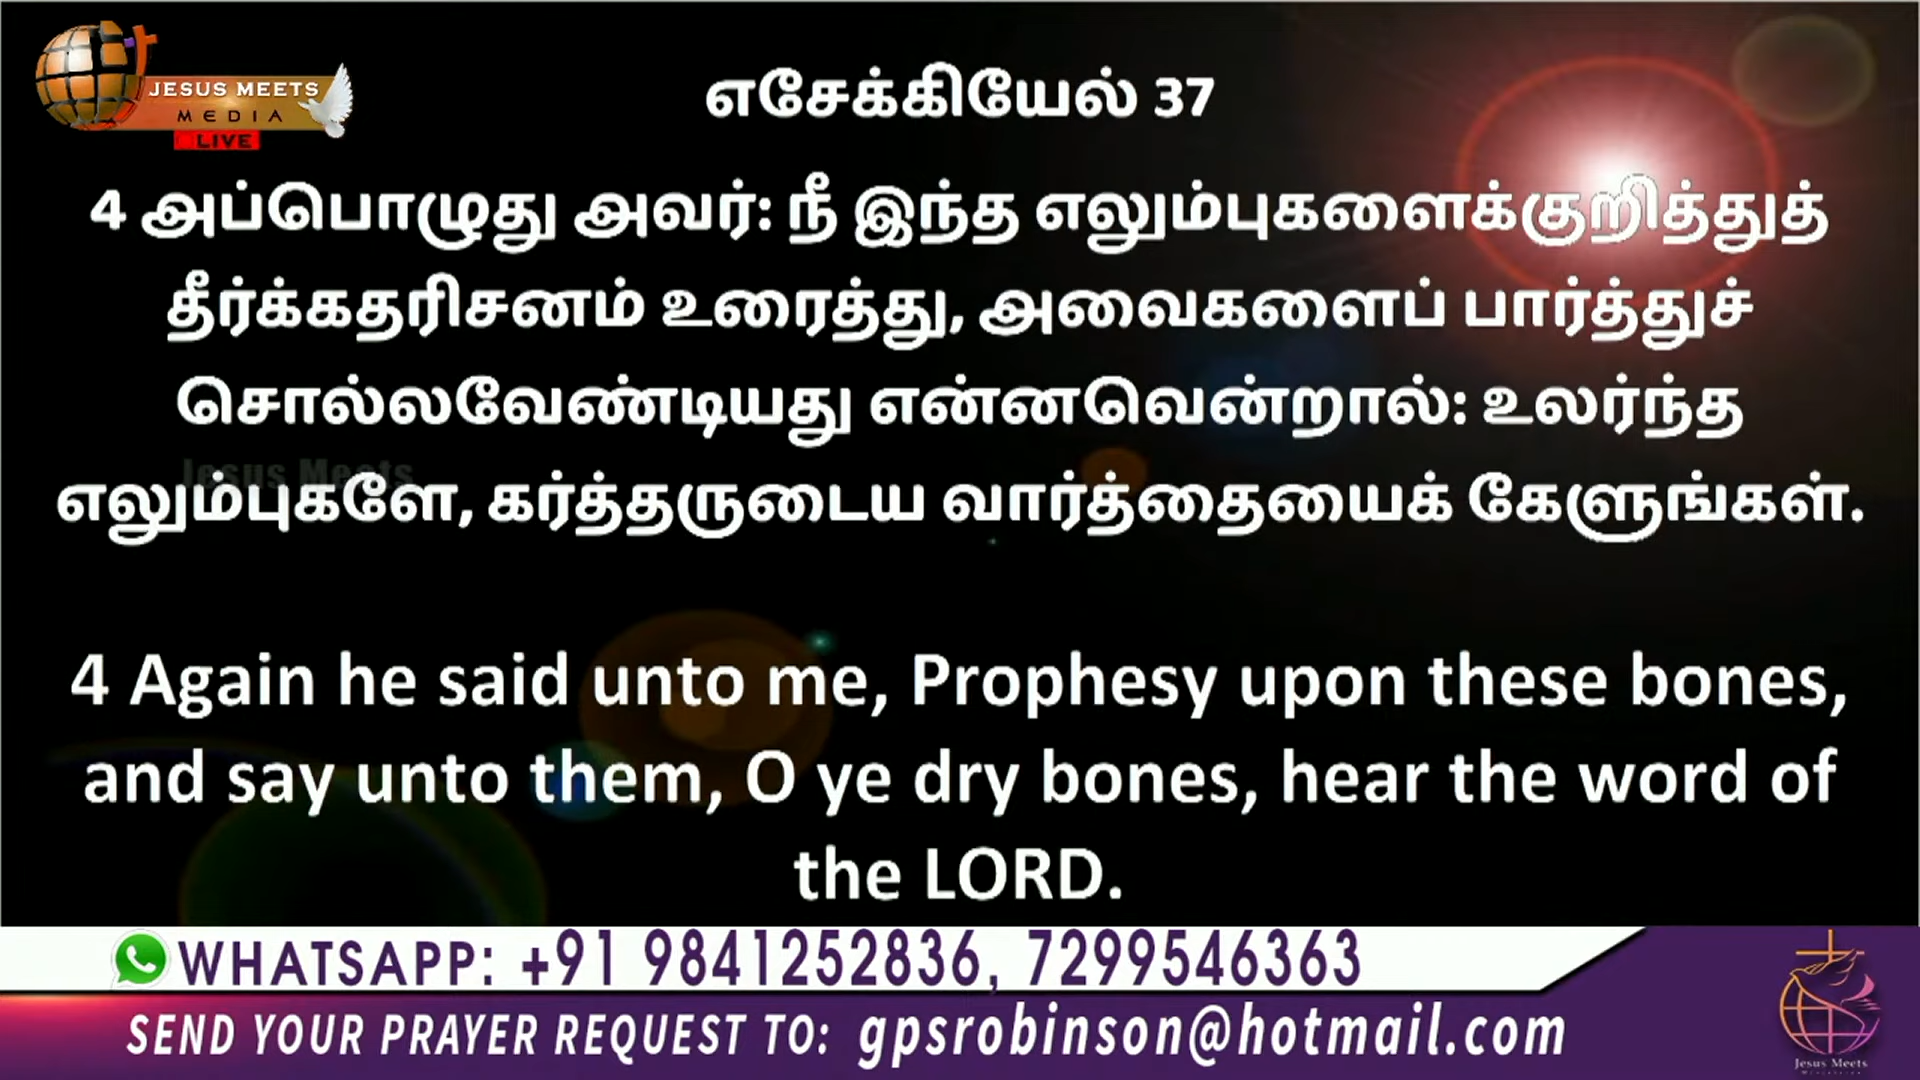 JESUS MEETS
MEDIA
LIVE
எசேக்கியேல் 37
4 அப்பொழுது அவர்: நீ இந்த எலும்புகளைக்குறித்துத்
தீர்க்கதரிசனம் உரைத்து, அவைகளைப் பார்த்துச்
சொல்லவேண்டியது என்னவென்றால்: உலர்ந்த
Jesus Meets
எலும்புகளே, கர்த்தருடைய வார்த்தையைக் கேளுங்கள்.
4 Again he said unto me, Prophesy upon these bones,
and say unto them, O ye dry bones, hear the word of
the LORD.
WHATSAPP: +91 9841252836, 7299546363
SEND YOUR PRAYER REQUEST TO: gpsrobinson@hotmail.com
Jesus Meets